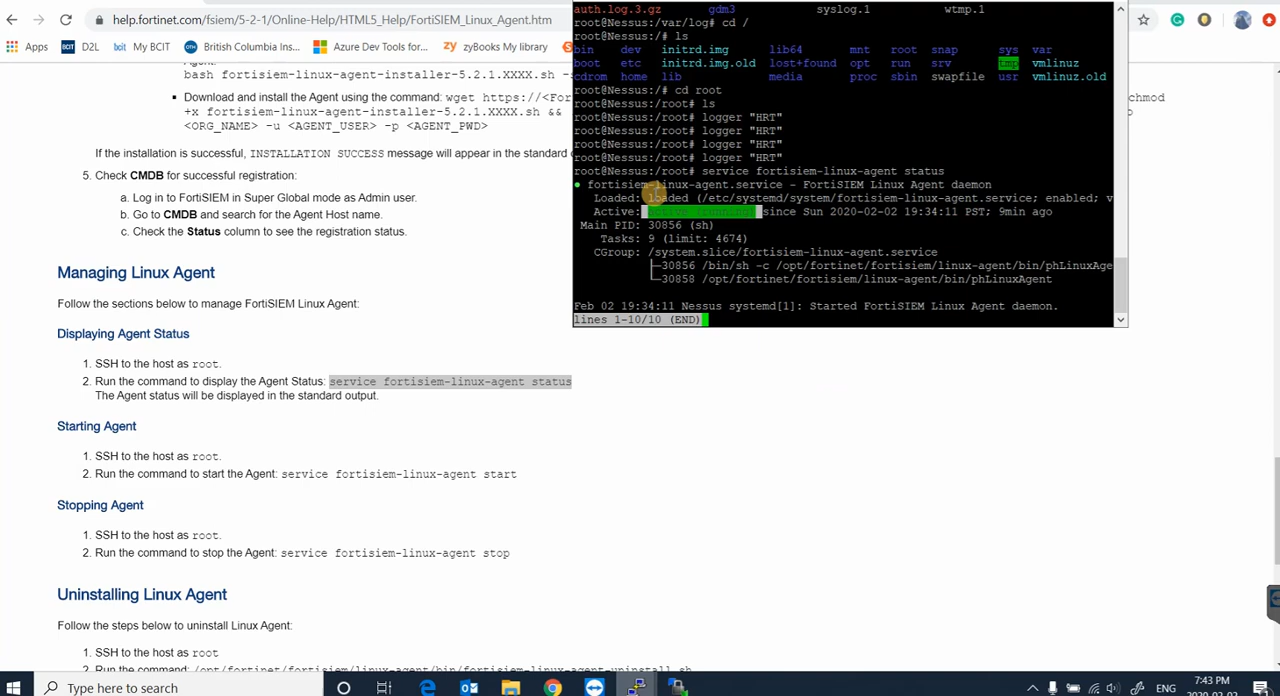 help.fortinet.com/fsiem/5-2-1/Online-Help/HTML5_Help/FortiSIEM_Linux_Agent.htm
Apps D2L My BCIT British Columbia Ins... Azure Dev Tools for... zyBooks My library
Agent:
bash fortisiem-linux-agent-installer-5.2.1.XXXX.sh -s
Download and install the Agent using the command: wget https://<Fo
chmod
+x fortisiem-linux-agent-installer-5.2.1.XXXX.sh &&
<ORG_NAME> -u <AGENT_USER> -p <AGENT_PWD>
If the installation is successful, INSTALLATION SUCCESS message will appear in the standard o
5. Check CMDB for successful registration:
a. Log in to FortiSIEM in Super Global mode as Admin user.
b. Go to CMDB and search for the Agent Host name.
c. Check the Status column to see the registration status.
Managing Linux Agent
Follow the sections below to manage FortiSIEM Linux Agent:
Displaying Agent Status
1. SSH to the host as root.
2. Run the command to display the Agent Status: service fortisiem-linux-agent status
The Agent status will be displayed in the standard output.
Starting Agent
1. SSH to the host as root.
2. Run the command to start the Agent: service fortisiem-linux-agent start
Stopping Agent
1. SSH to the host as root.
2. Run the command to stop the Agent: service fortisiem-linux-agent stop
Uninstalling Linux Agent
Follow the steps below to uninstall Linux Agent:
1. SSH to the host as root
2. Run the command: /opt/fortinet/fortisiem/linux-agent/bin/fortisiem-linux-agent-uninstall.sh
auth.log.3.gz gdm3 syslog.1 wtmp.1
root@Nessus:/var/log# cd /
root@Nessus:/# ls
bin dev initrd.img lib64 mnt root snap sys var
boot etc initrd.img.old lost+found opt run srv tmp vmlinuz
cdrom home lib media proc sbin swapfile usr vmlinuz.old
root@Nessus:/# cd root
root@Nessus:/root# ls
root@Nessus:/root# logger "HRT"
root@Nessus:/root# logger "HRT"
root@Nessus:/root# logger "HRT"
root@Nessus:/root# logger "HRT"
root@Nessus:/root# service fortisiem-linux-agent status
● fortisiem-linux-agent.service - FortiSIEM Linux Agent daemon
Loaded: loaded (/etc/systemd/system/fortisiem-linux-agent.service; enabled; v
Active: active (running) since Sun 2020-02-02 19:34:11 PST; 9min ago
Main PID: 30856 (sh)
Tasks: 9 (limit: 4674)
CGroup: /system.slice/fortisiem-linux-agent.service
├─30856 /bin/sh -c /opt/fortinet/fortisiem/linux-agent/bin/phLinuxAge
└─30858 /opt/fortinet/fortisiem/linux-agent/bin/phLinuxAgent
Feb 02 19:34:11 Nessus systemd[1]: Started FortiSIEM Linux Agent daemon.
lines 1-10/10 (END)
Type here to search
ENG
7:43 PM